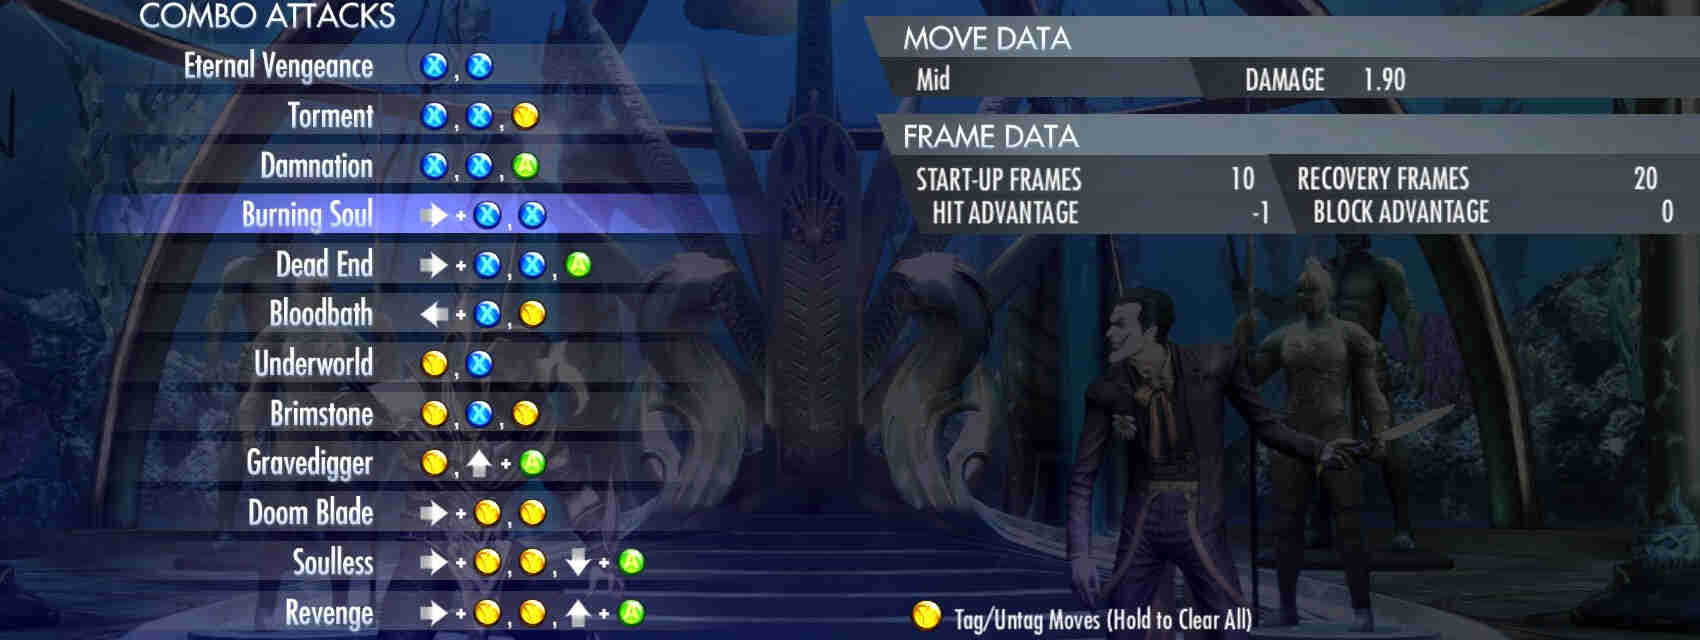 COMBO ATTACKS
Eternal Vengeance X , X
Torment X , X , Y
Damnation X , X , A
Burning Soul → + X , X
Dead End → + X , X , A
Bloodbath ← + X , Y
Underworld Y , X
Brimstone Y , X , Y
Gravedigger Y , ↑ + A
Doom Blade → + Y , Y
Soulless → + Y , Y , ↓ + A
Revenge → + Y , Y , ↑ + A
MOVE DATA
Mid DAMAGE 1.90
FRAME DATA
START-UP FRAMES 10 RECOVERY FRAMES 20
HIT ADVANTAGE -1 BLOCK ADVANTAGE 0
Y Tag/Untag Moves (Hold to Clear All)